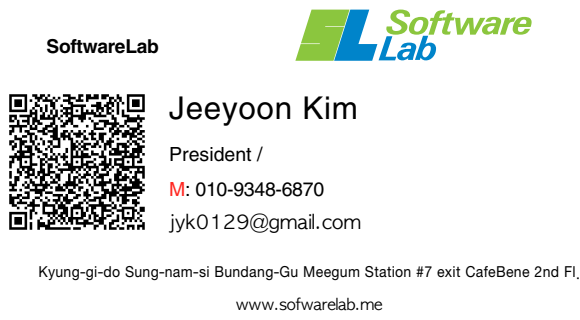 SoftwareLab
SL Software
Lab
Jeeyoon Kim
President /
M: 010-9348-6870
jyk0129@gmail.com
Kyung-gi-do Sung-nam-si Bundang-Gu Meegum Station #7 exit CafeBene 2nd Fl.
www.sofwarelab.me